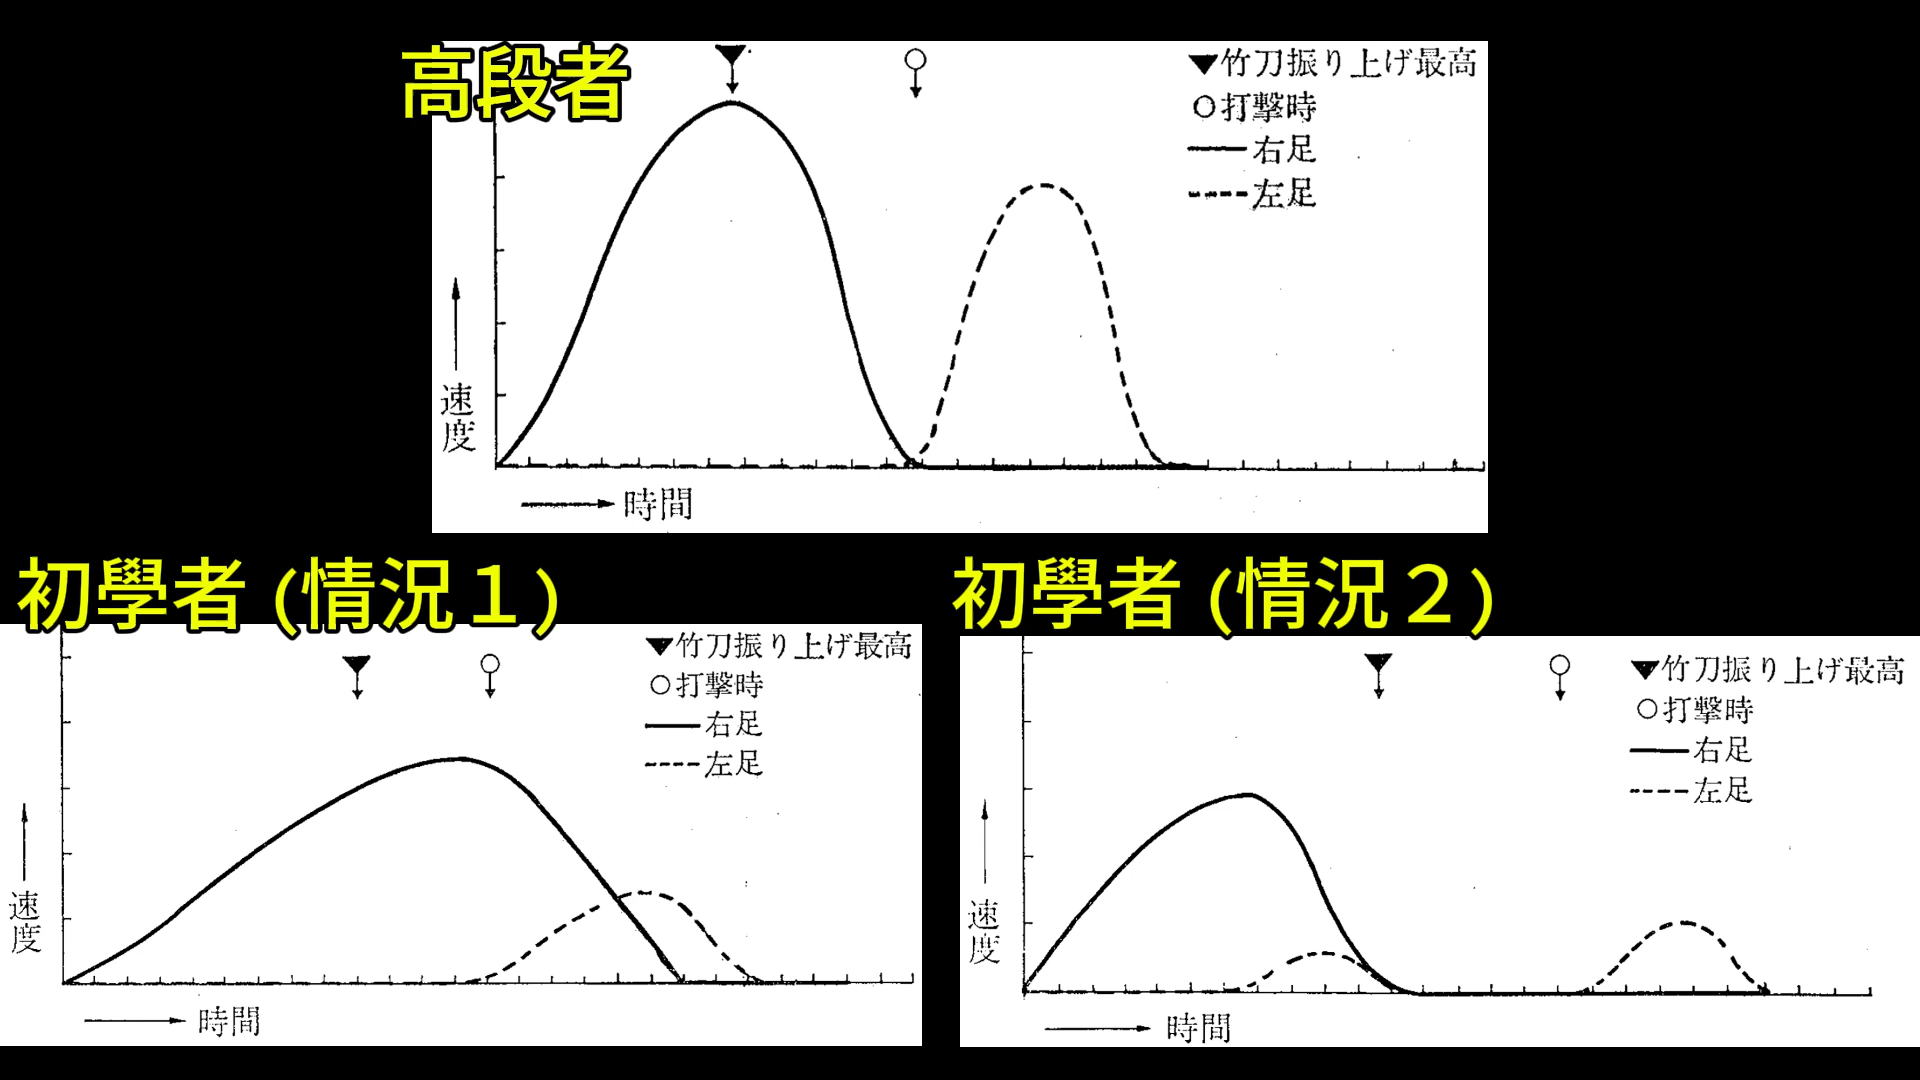 高段者
▼竹刀振り上げ最高
○打撃時
右足
左足
速度
時間
初學者 (情況１)
▼竹刀振り上げ最高
○打撃時
右足
左足
速度
時間
初學者 (情況２)
▼竹刀振り上げ最高
○打撃時
右足
左足
速度
時間